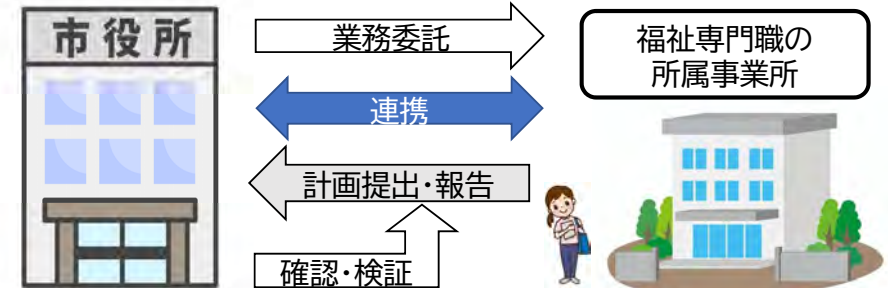 市役所
業務委託
福祉専門職の
所属事業所
連携
計画提出・報告
確認・検証